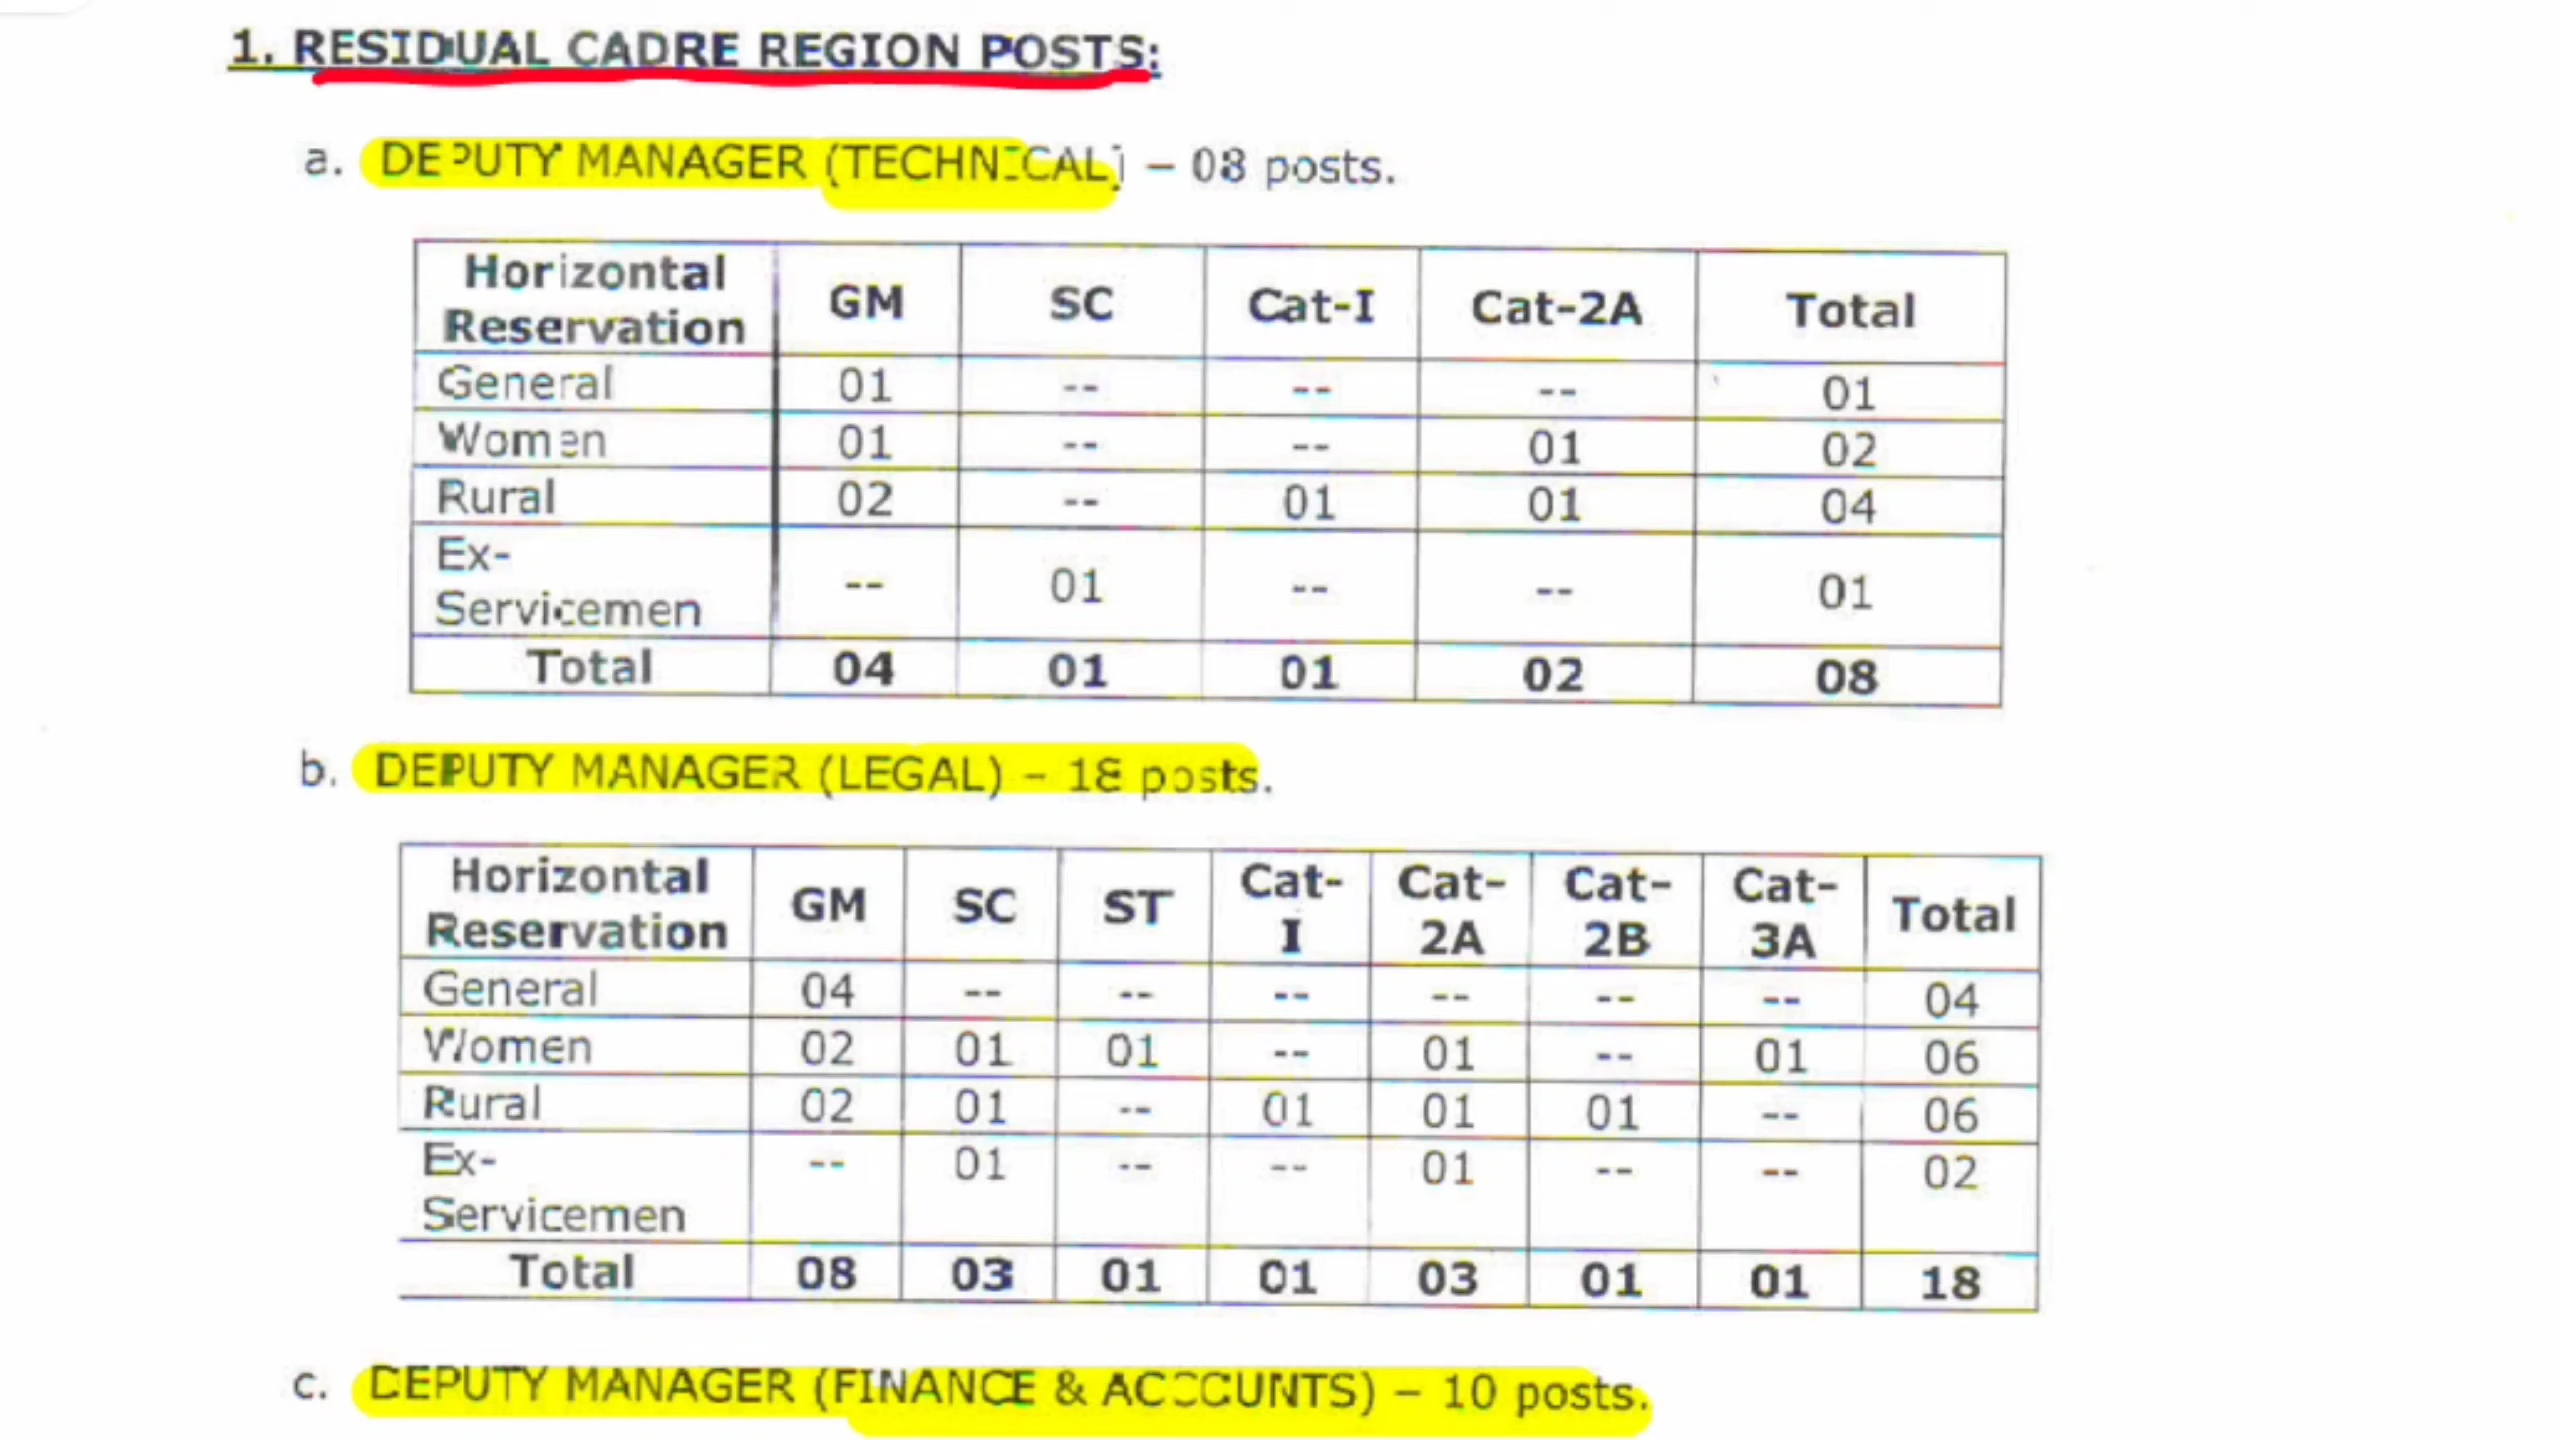 1. RESIDUAL CADRE REGION POSTS:
a. DEPUTY MANAGER (TECHNICAL) – 08 posts.
Horizontal Reservation GM SC Cat-I Cat-2A Total
General 01 -- -- -- 01
Women 01 -- -- 01 02
Rural 02 -- 01 01 04
Ex-Servicemen -- 01 -- -- 01
Total 04 01 01 02 08
b. DEPUTY MANAGER (LEGAL) – 18 posts.
Horizontal Reservation GM SC ST Cat-I Cat-2A Cat-2B Cat-3A Total
General 04 -- -- -- -- -- -- 04
Women 02 01 01 -- 01 -- 01 06
Rural 02 01 -- 01 01 01 -- 06
Ex-Servicemen -- 01 -- -- 01 -- -- 02
Total 08 03 01 01 03 01 01 18
c. DEPUTY MANAGER (FINANCE & ACCOUNTS) – 10 posts.